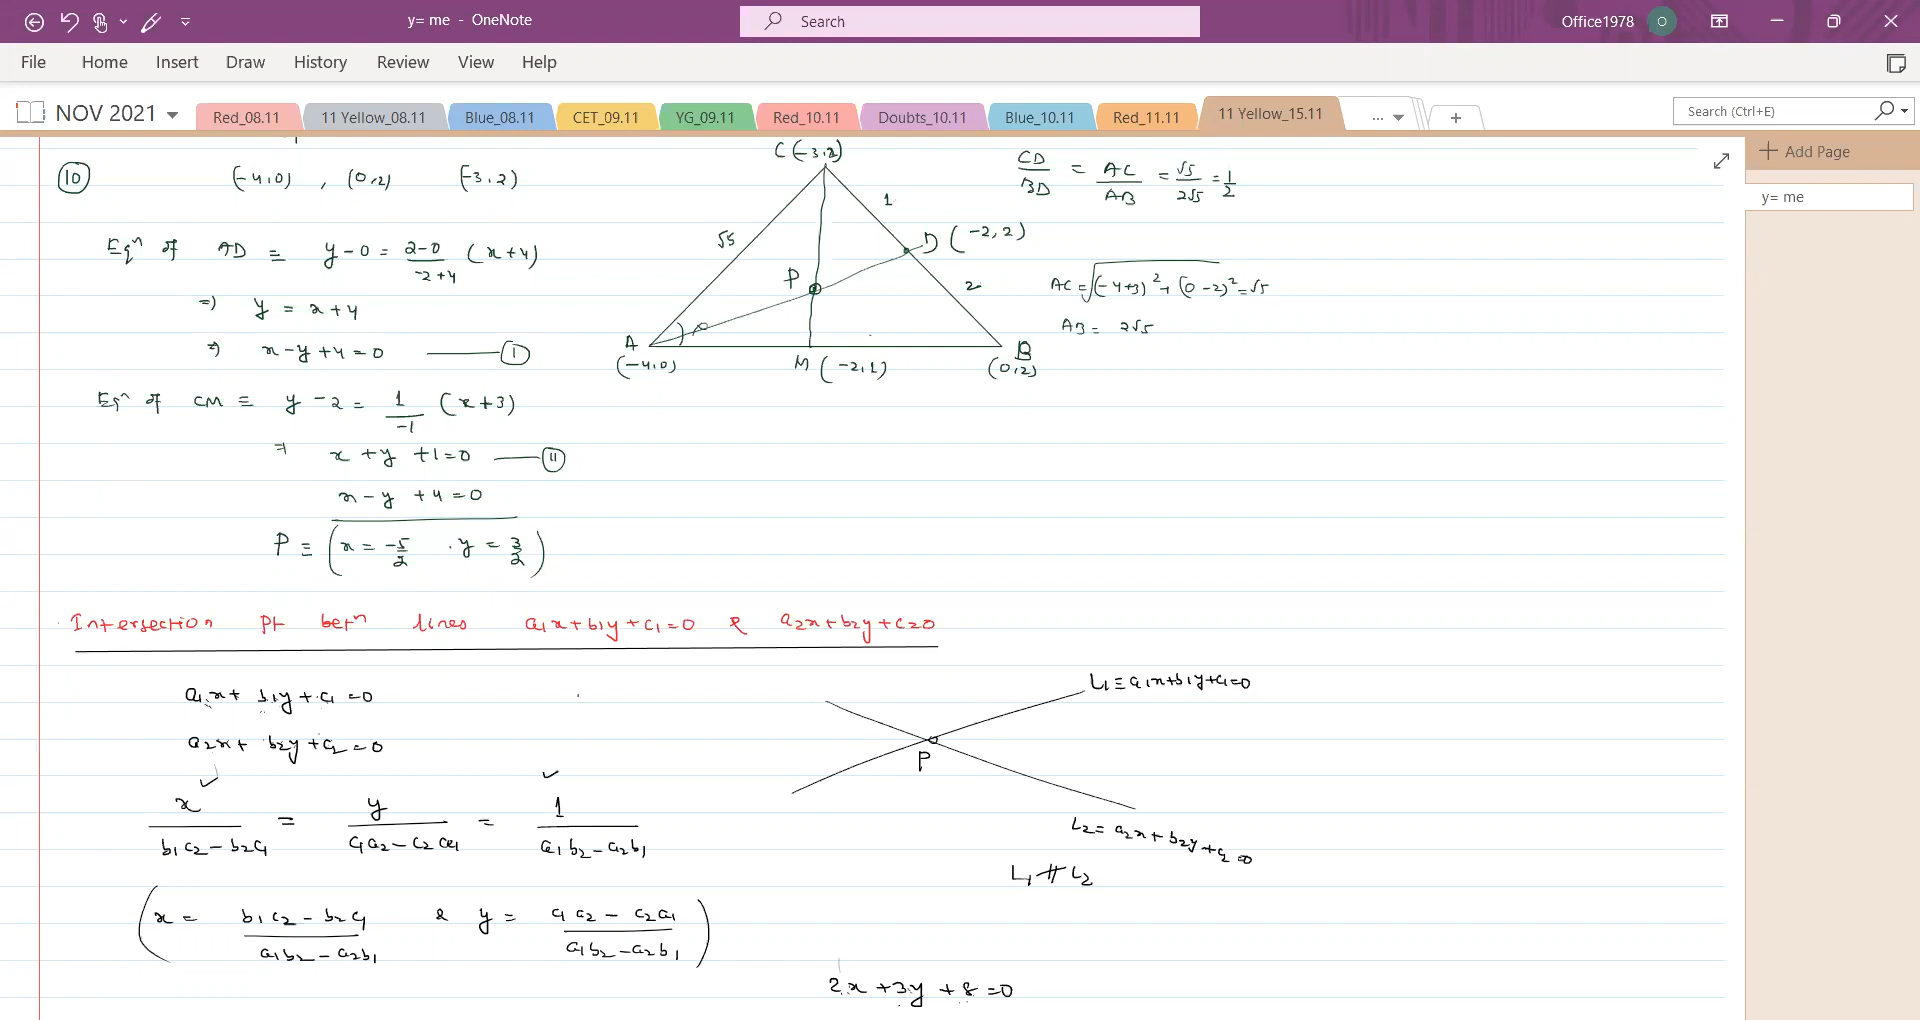 y= me - OneNote
Search
Office1978
O
File Home Insert Draw History Review View Help
NOV 2021
Red_08.11 11 Yellow_08.11 Blue_08.11 CET_09.11 YG_09.11 Red_10.11 Doubts_10.11 Blue_10.11 Red_11.11 11 Yellow_15.11 ...
Search (Ctrl+E)
Add Page
y= me
(10) (-4,0) , (0,2) (-3,2)
Eqn of AD ≡ y-0 = 2-0/-2+4 (x+4)
⇒ y = x+4
⇒ x-y+4=0 —— (I)
Eqn of CM ≡ y-2 = 1/-1 (x+3)
⇒ x+y+1=0 —— (II)
x-y+4=0
P ≡ (x = -5/2 , y = 3/2)
C(-3,2)
√5
1
D(-2,2)
P
2
A
(-4,0)
M(-2,1)
B
(0,2)
CD/BD = AC/AB = √5/2√5 = 1/2
AC = √(-4+3)²+(0-2)² = √5
AB = 2√5
Intersection pt betn lines a1x+b1y+c1=0 & a2x+b2y+c2=0
a1x+ b1y+c1=0
a2x+ b2y+c2=0
x/b1c2-b2c1 = y/c1a2-c2a1 = 1/a1b2-a2b1
(x = b1c2-b2c1/a1b2-a2b1 & y = c1a2-c2a1/a1b2-a2b1)
L1≡a1x+b1y+c1=0
P
L2= a2x+b2y+c2=0
L1 ∦ L2
2x+3y+8=0